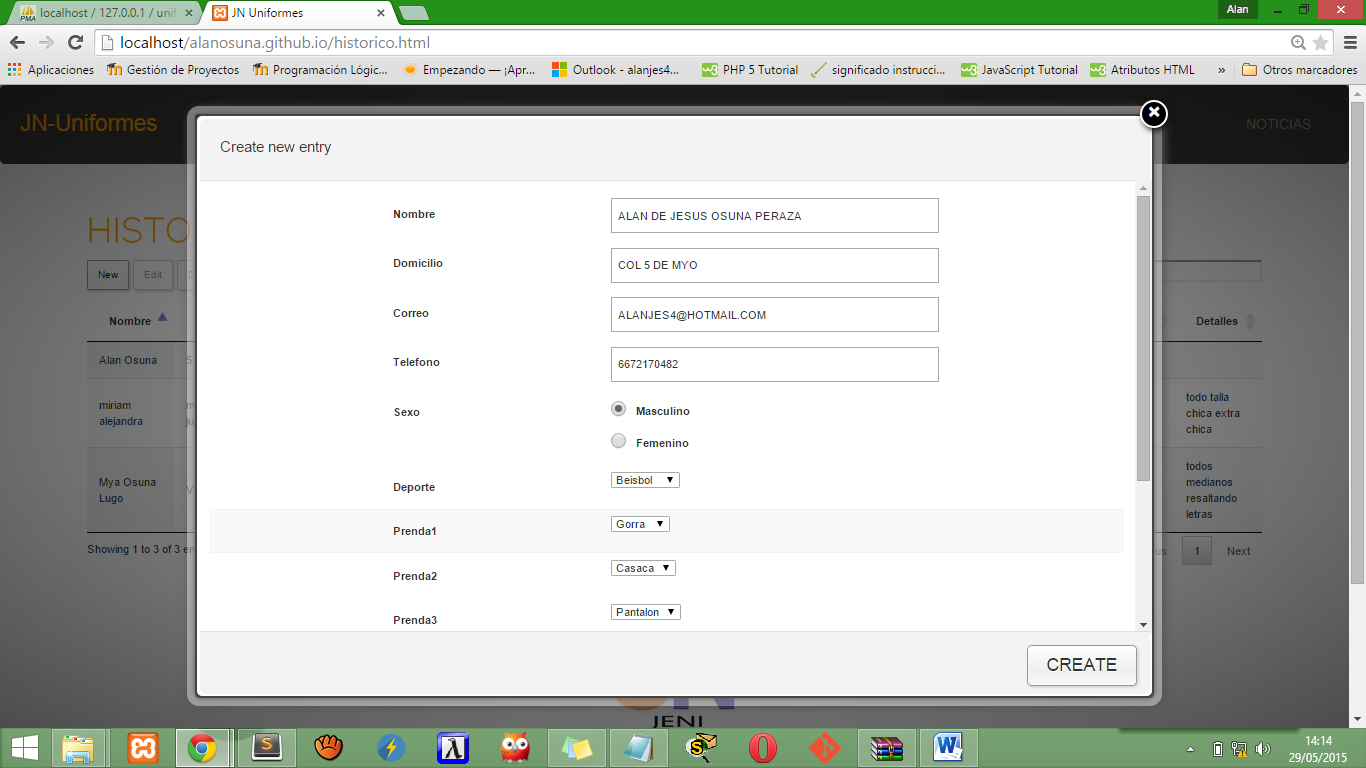 localhost / 127.0.0.1 / unif
JN Uniformes
Alan
localhost/alanosuna.github.io/historico.html
Aplicaciones
Gestión de Proyectos
Programación Lógic...
Empezando — ¡Apr...
Outlook - alanjes4...
PHP 5 Tutorial
significado instrucci...
JavaScript Tutorial
Atributos HTML
»
Otros marcadores
JN-Uniformes
NOTICIAS
Create new entry
HISTO
New
Edit
Nombre
Detalles
Alan Osuna
5
miriam alejandra
todo talla chica extra chica
Mya Osuna Lugo
todos medianos resaltando letras
Showing 1 to 3 of 3 en
us
1
Next
Nombre
ALAN DE JESUS OSUNA PERAZA
Domicilio
COL 5 DE MYO
Correo
ALANJES4@HOTMAIL.COM
Telefono
6672170482
Sexo
Masculino
Femenino
Deporte
Beisbol
Prenda1
Gorra
Prenda2
Casaca
Prenda3
Pantalon
CREATE
JENI
14:14
29/05/2015